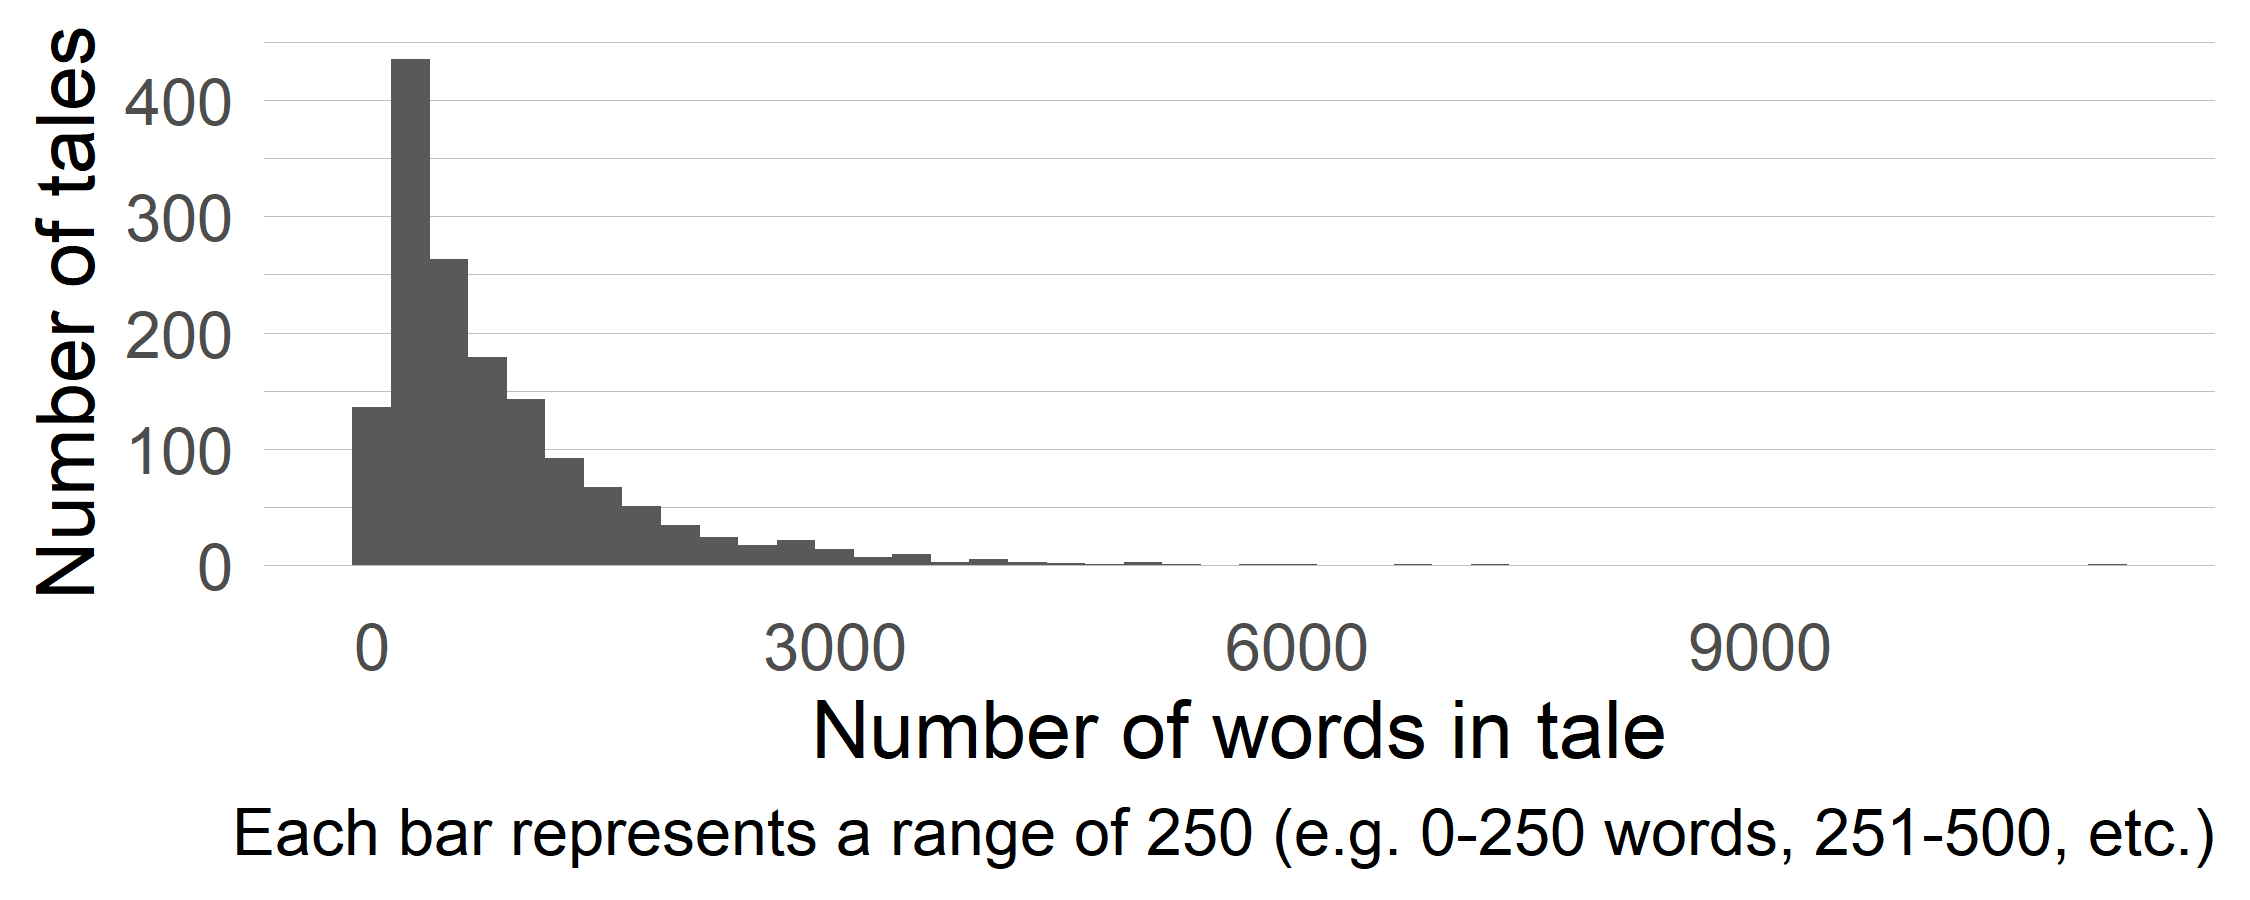 Number of tales
400
300
200
100
0
0 3000 6000 9000
Number of words in tale
Each bar represents a range of 250 (e.g. 0-250 words, 251-500, etc.)